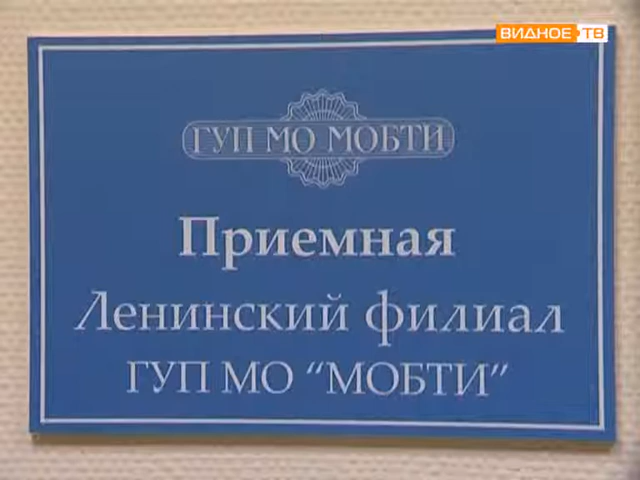 ВИДНОЕ ТВ
ГУП МО МОБТИ
Приемная
Ленинский филиал
ГУП МО “МОБТИ”